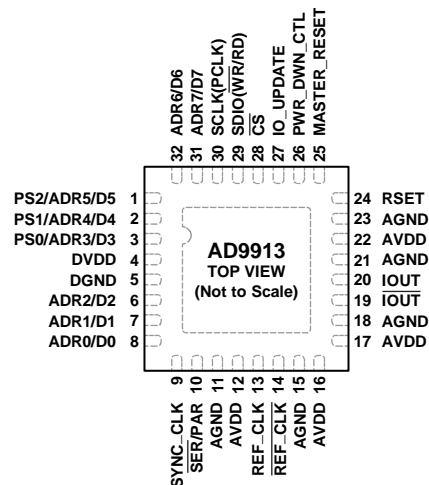 32 ADR6/D6
31 ADR7/D7
30 SCLK(PCLK)
29 SDIO(WR/RD)
28 C̅S̅
27 IO_UPDATE
26 PWR_DWN_CTL
25 MASTER_RESET
PS2/ADR5/D5 1
PS1/ADR4/D4 2
PS0/ADR3/D3 3
DVDD 4
DGND 5
ADR2/D2 6
ADR1/D1 7
ADR0/D0 8
AD9913
TOP VIEW
(Not to Scale)
24 RSET
23 AGND
22 AVDD
21 AGND
20 IOUT
19 I̅O̅U̅T̅
18 AGND
17 AVDD
SYNC_CLK 9
S̅E̅R̅/PAR 10
AGND 11
AVDD 12
REF_CLK 13
R̅E̅F̅_̅C̅L̅K̅ 14
AGND 15
AVDD 16